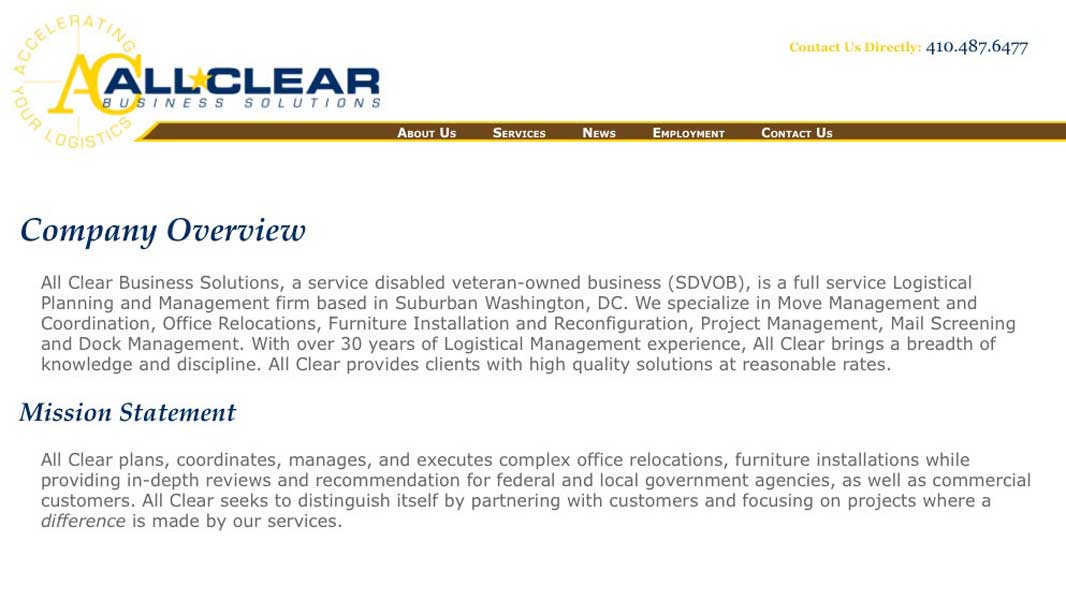 ACCELERATING
YOUR LOGISTICS
AC
ALL CLEAR
BUSINESS SOLUTIONS
Contact Us Directly: 410.487.6477
About Us Services News Employment Contact Us
Company Overview
All Clear Business Solutions, a service disabled veteran-owned business (SDVOB), is a full service Logistical
Planning and Management firm based in Suburban Washington, DC. We specialize in Move Management and
Coordination, Office Relocations, Furniture Installation and Reconfiguration, Project Management, Mail Screening
and Dock Management. With over 30 years of Logistical Management experience, All Clear brings a breadth of
knowledge and discipline. All Clear provides clients with high quality solutions at reasonable rates.
Mission Statement
All Clear plans, coordinates, manages, and executes complex office relocations, furniture installations while
providing in-depth reviews and recommendation for federal and local government agencies, as well as commercial
customers. All Clear seeks to distinguish itself by partnering with customers and focusing on projects where a
difference is made by our services.